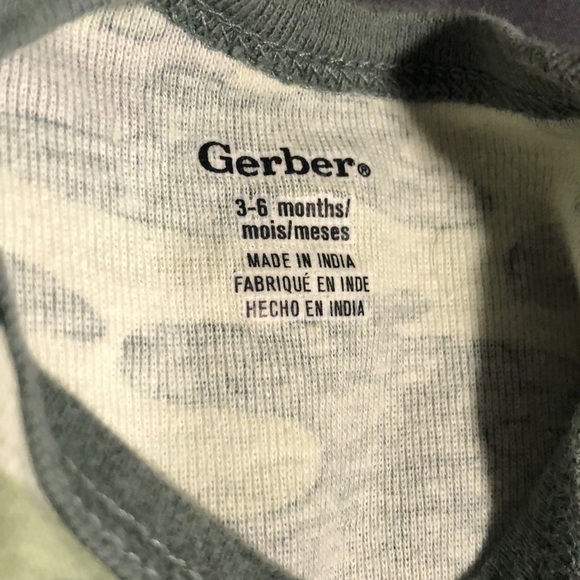 Gerber®
3-6 months/
mois/meses
MADE IN INDIA
FABRIQUÉ EN INDE
HECHO EN INDIA